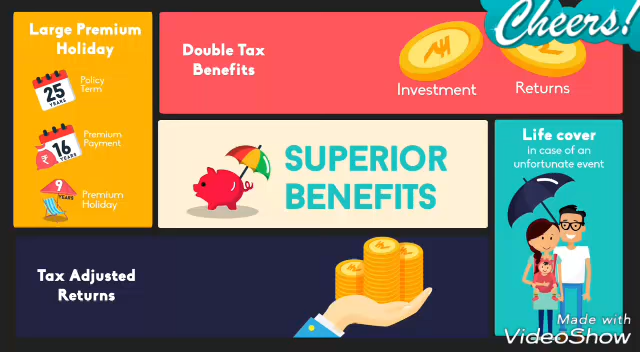 Large Premium
Holiday
25
YEARS
Policy
Term
16
YEARS
₹
Premium
Payment
9
YEARS
Premium
Holiday
Double Tax
Benefits
Investment
Returns
Cheers!
SUPERIOR
BENEFITS
Life cover
in case of an
unfortunate event
Tax Adjusted
Returns
Made with
VideoShow